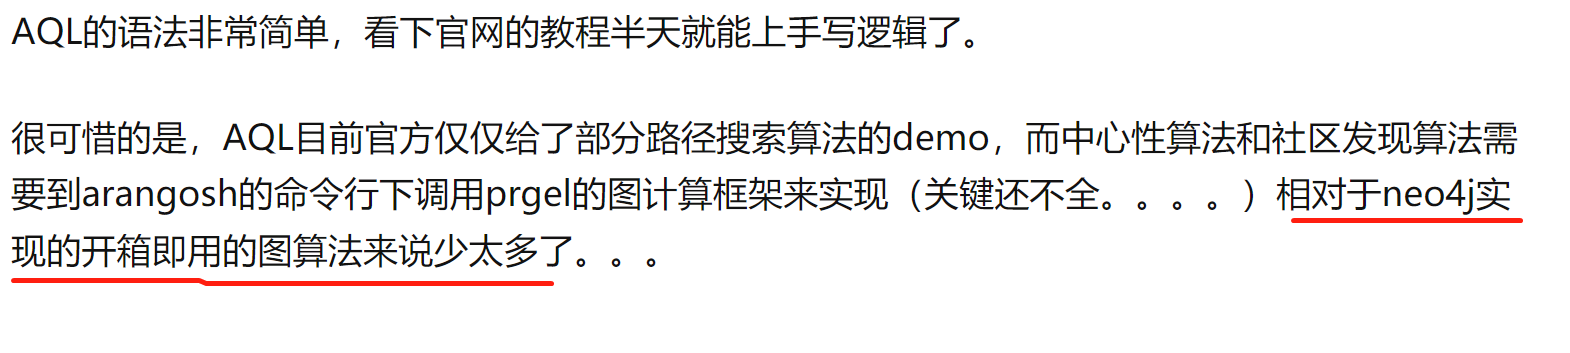 AQL的语法非常简单，看下官网的教程半天就能上手写逻辑了。
很可惜的是，AQL目前官方仅仅给了部分路径搜索算法的demo，而中心性算法和社区发现算法需
要到arangosh的命令行下调用prgel的图计算框架来实现（关键还不全。。。。）相对于neo4j实
现的开箱即用的图算法来说少太多了。。。